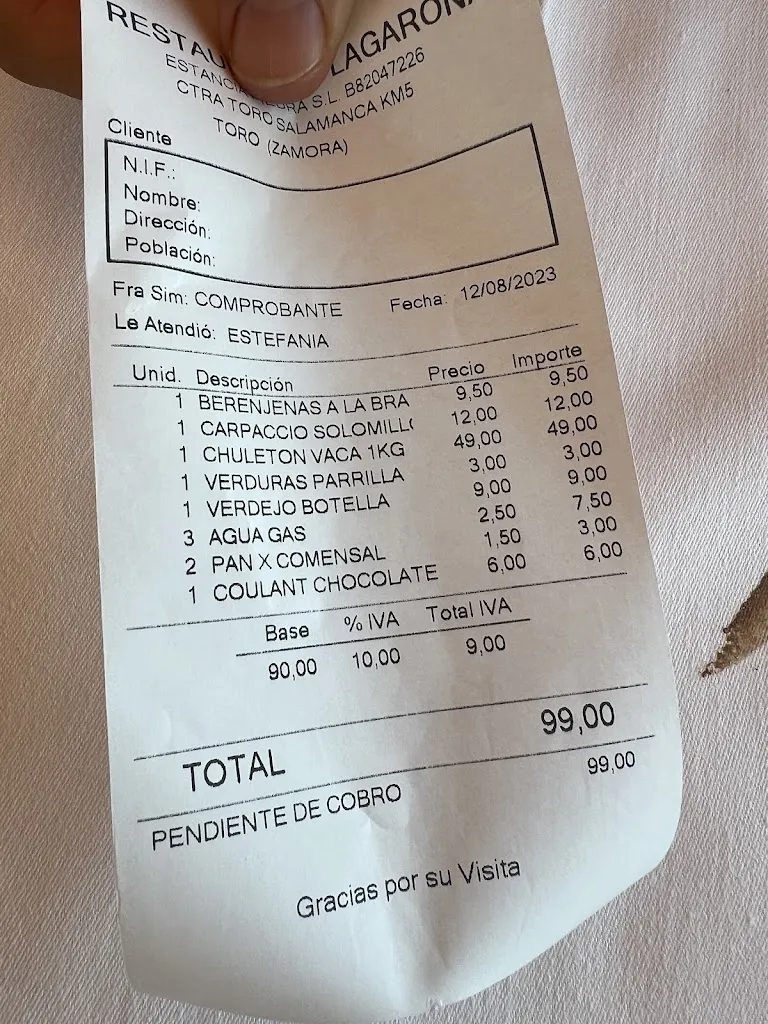 RESTAU LAGARONA
S.L. B82047226
CTRA TORO SALAMANCA KM5
TORO (ZAMORA)
Cliente
N.I.F.:
Nombre:
Dirección:
Población:
Fra Sim: COMPROBANTE Fecha: 12/08/2023
Le Atendió: ESTEFANIA
Unid. Descripción Precio Importe
1 BERENJENAS A LA BRA 9,50 9,50
1 CARPACCIO SOLOMILL 12,00 12,00
1 CHULETON VACA 1KG 49,00 49,00
1 VERDURAS PARRILLA 3,00 3,00
1 VERDEJO BOTELLA 9,00 9,00
3 AGUA GAS 2,50 7,50
2 PAN X COMENSAL 1,50 3,00
1 COULANT CHOCOLATE 6,00 6,00
Base % IVA Total IVA
90,00 10,00 9,00
TOTAL 99,00
PENDIENTE DE COBRO 99,00
Gracias por su Visita